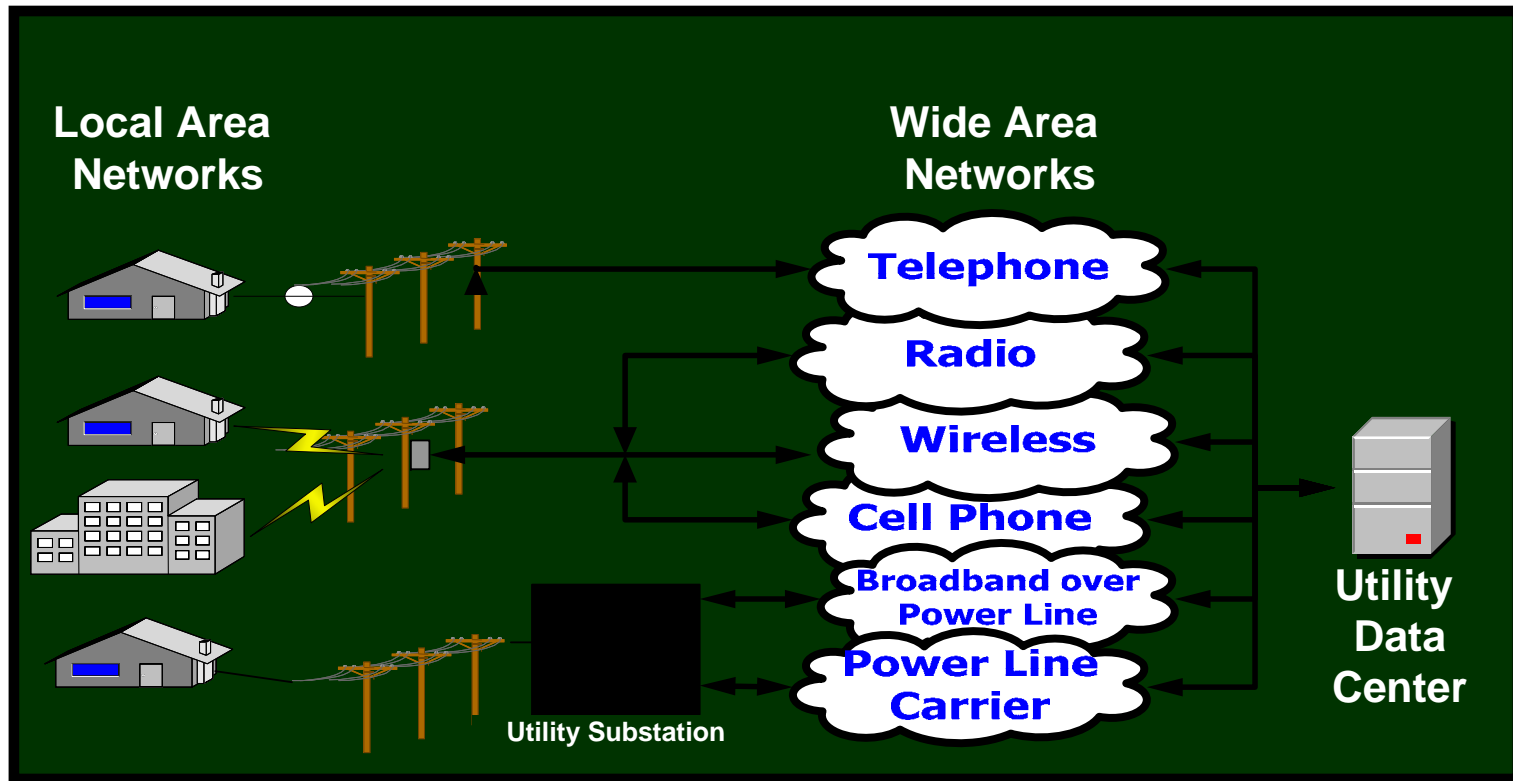 Local Area
Networks
Wide Area
Networks
Telephone
Radio
Wireless
Cell Phone
Broadband over
Power Line
Power Line
Carrier
Utility Substation
Utility
Data
Center